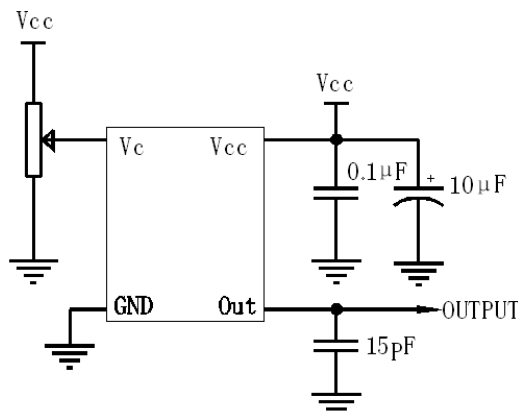 Vcc
Vcc
Vc
Vcc
0.1μF
+
10μF
GND
Out
OUTPUT
15pF